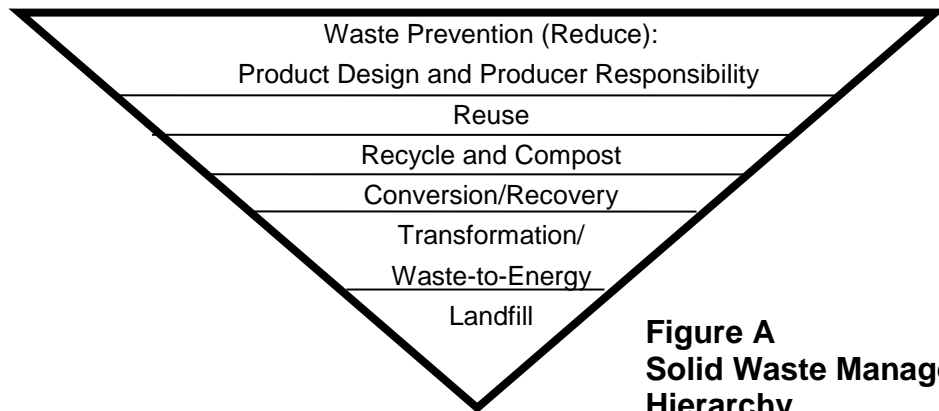 Waste Prevention (Reduce):
Product Design and Producer Responsibility
Reuse
Recycle and Compost
Conversion/Recovery
Transformation/
Waste-to-Energy
Landfill
Figure A
Solid Waste Manage
Hierarchy